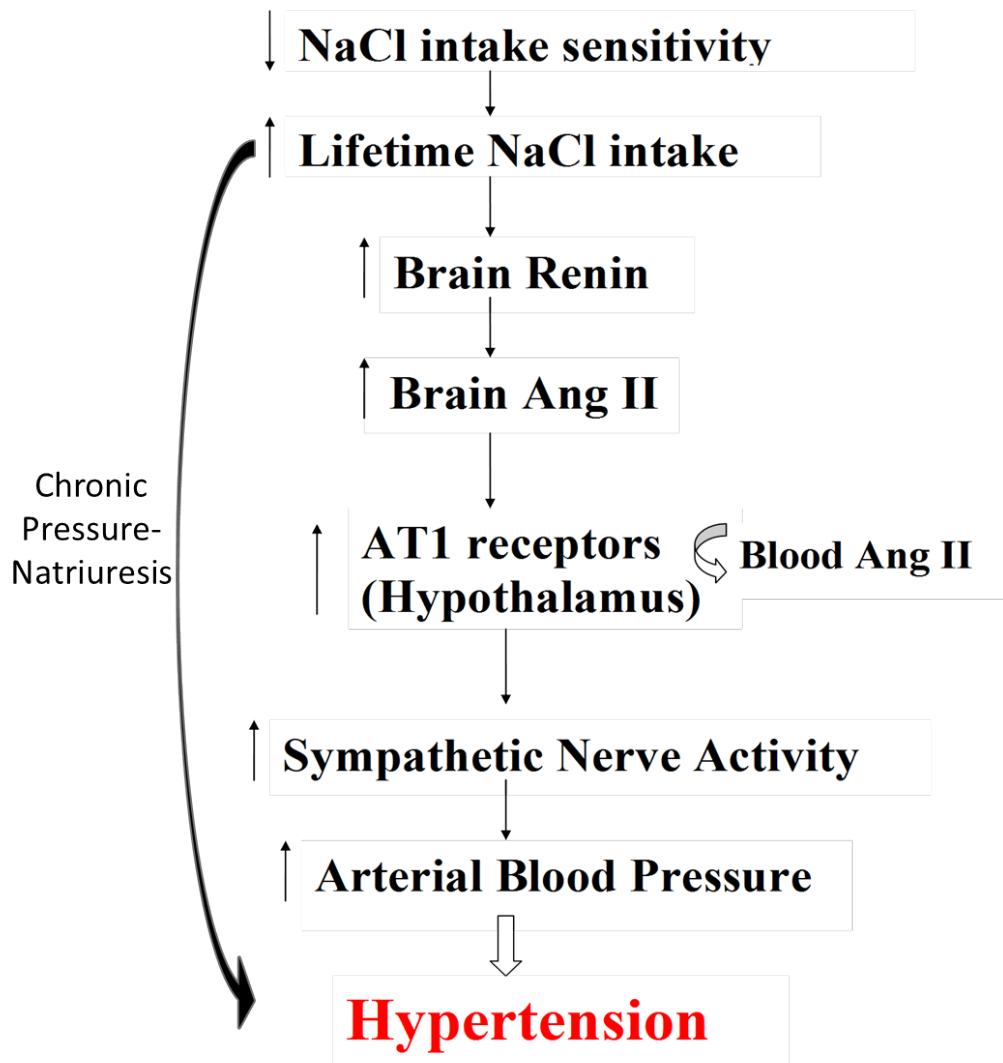 NaCl intake sensitivity
Lifetime NaCl intake
Brain Renin
Brain Ang II
Chronic
Pressure-
Natriuresis
AT1 receptors
(Hypothalamus)
Blood Ang II
Sympathetic Nerve Activity
Arterial Blood Pressure
Hypertension